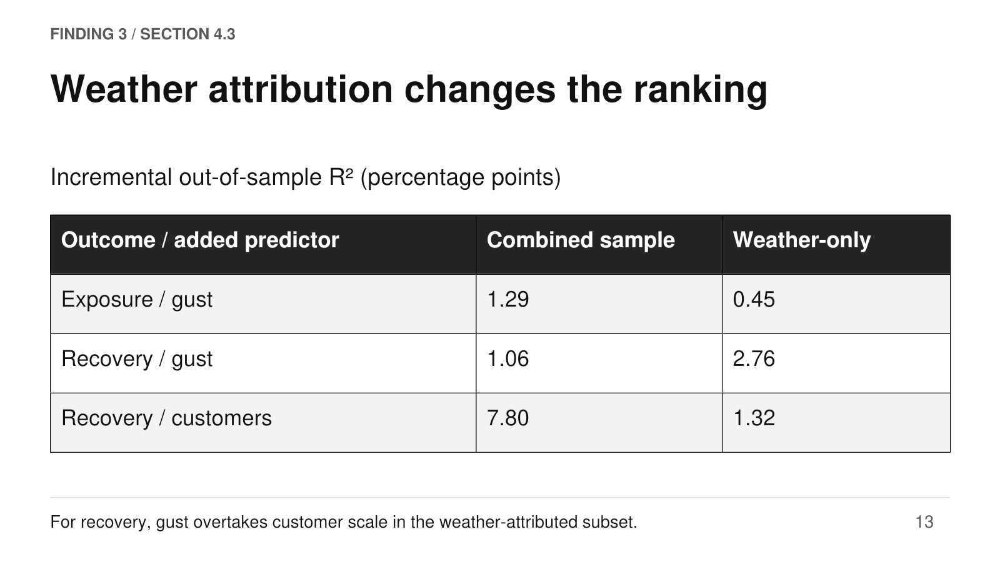 FINDING 3 / SECTION 4.3
Weather attribution changes the ranking
Incremental out-of-sample R² (percentage points)
Outcome / added predictor Combined sample Weather-only
Exposure / gust 1.29 0.45
Recovery / gust 1.06 2.76
Recovery / customers 7.80 1.32
For recovery, gust overtakes customer scale in the weather-attributed subset. 13